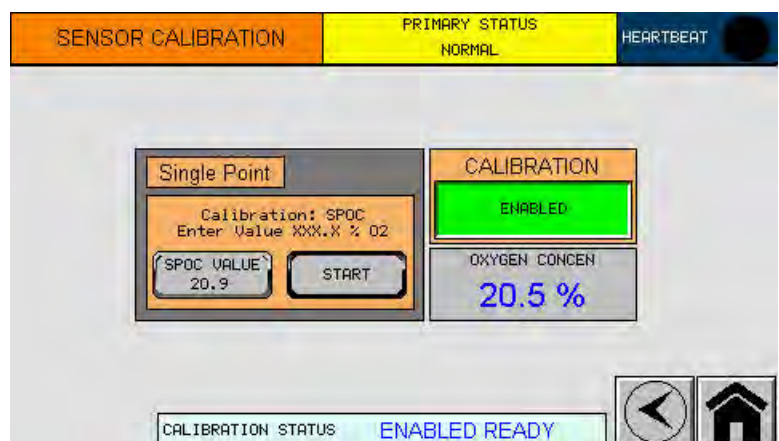 SENSOR CALIBRATION
PRIMARY STATUS
NORMAL
HEARTBEAT
Single Point
Calibration: SPOC
Enter Value XXX.X % O2
SPOC VALUE
20.9
START
CALIBRATION
ENABLED
OXYGEN CONCEN
20.5 %
CALIBRATION STATUS ENABLED READY